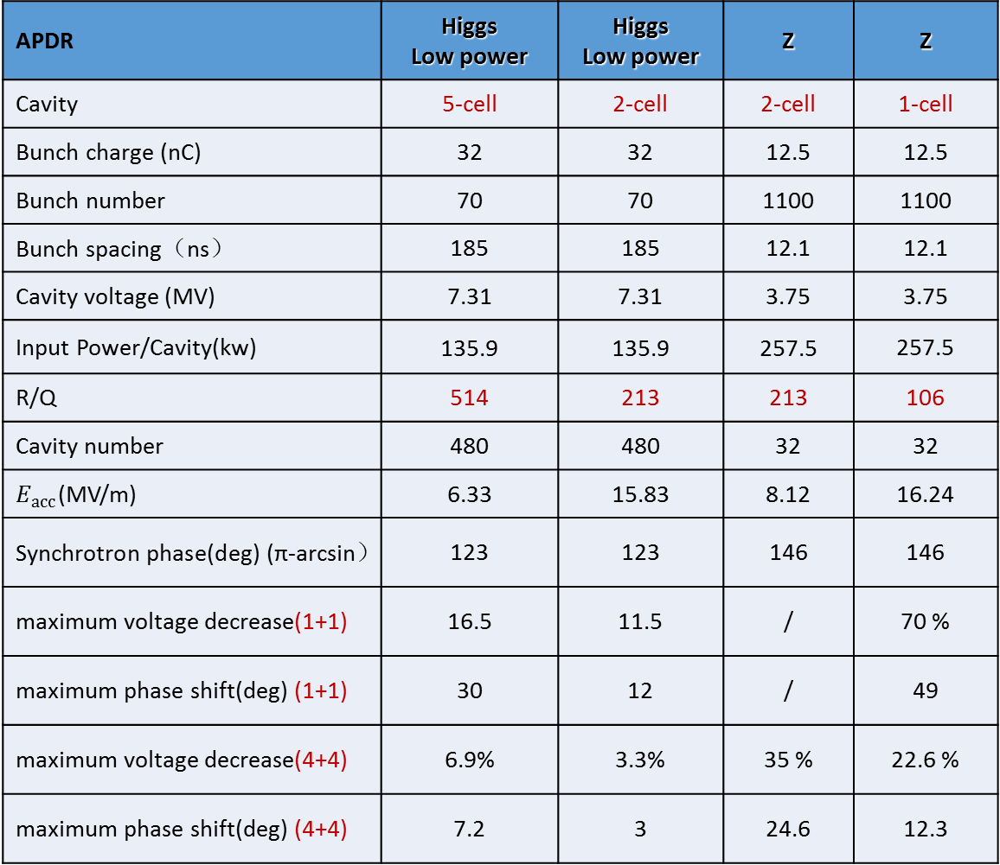 APDR Higgs Low power Higgs Low power Z Z
Cavity 5-cell 2-cell 2-cell 1-cell
Bunch charge (nC) 32 32 12.5 12.5
Bunch number 70 70 1100 1100
Bunch spacing（ns） 185 185 12.1 12.1
Cavity voltage (MV) 7.31 7.31 3.75 3.75
Input Power/Cavity(kw) 135.9 135.9 257.5 257.5
R/Q 514 213 213 106
Cavity number 480 480 32 32
Eacc(MV/m) 6.33 15.83 8.12 16.24
Synchrotron phase(deg) (π-arcsin） 123 123 146 146
maximum voltage decrease(1+1) 16.5 11.5 / 70 %
maximum phase shift(deg) (1+1) 30 12 / 49
maximum voltage decrease(4+4) 6.9% 3.3% 35 % 22.6 %
maximum phase shift(deg) (4+4) 7.2 3 24.6 12.3